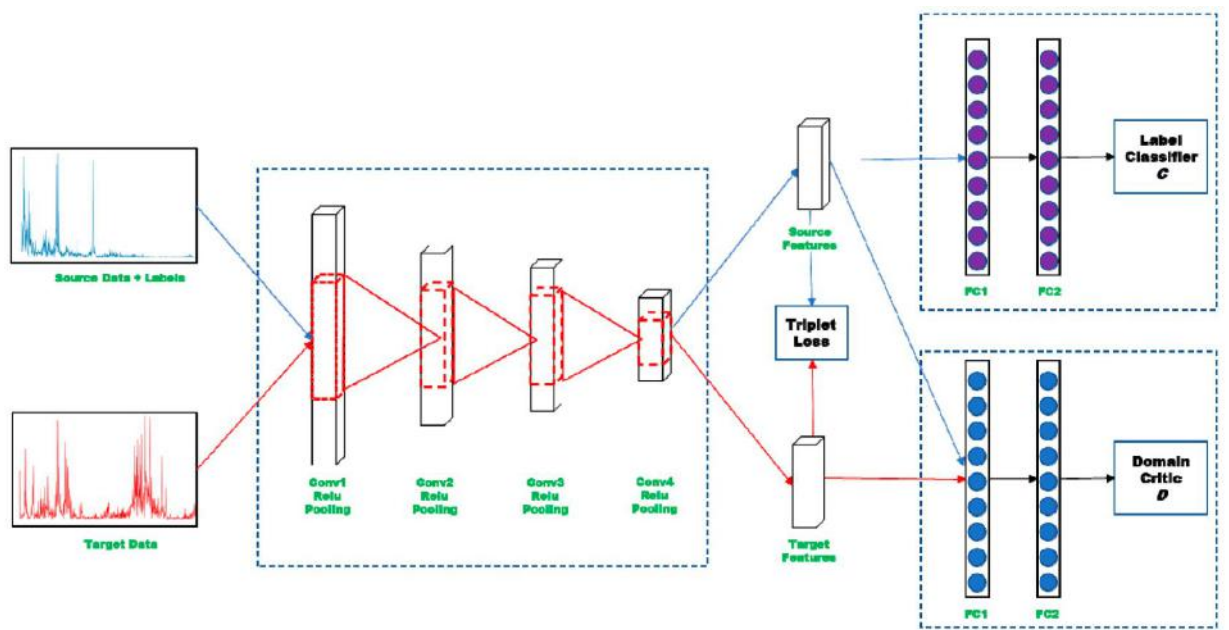 Source Data + Labels
Target Data
Conv1
Relu
Pooling
Conv2
Relu
Pooling
Conv3
Relu
Pooling
Conv4
Relu
Pooling
Source
Features
Triplet
Loss
Target
Features
FC1
FC2
Label
Classifier
C
FC1
FC2
Domain
Critic
D